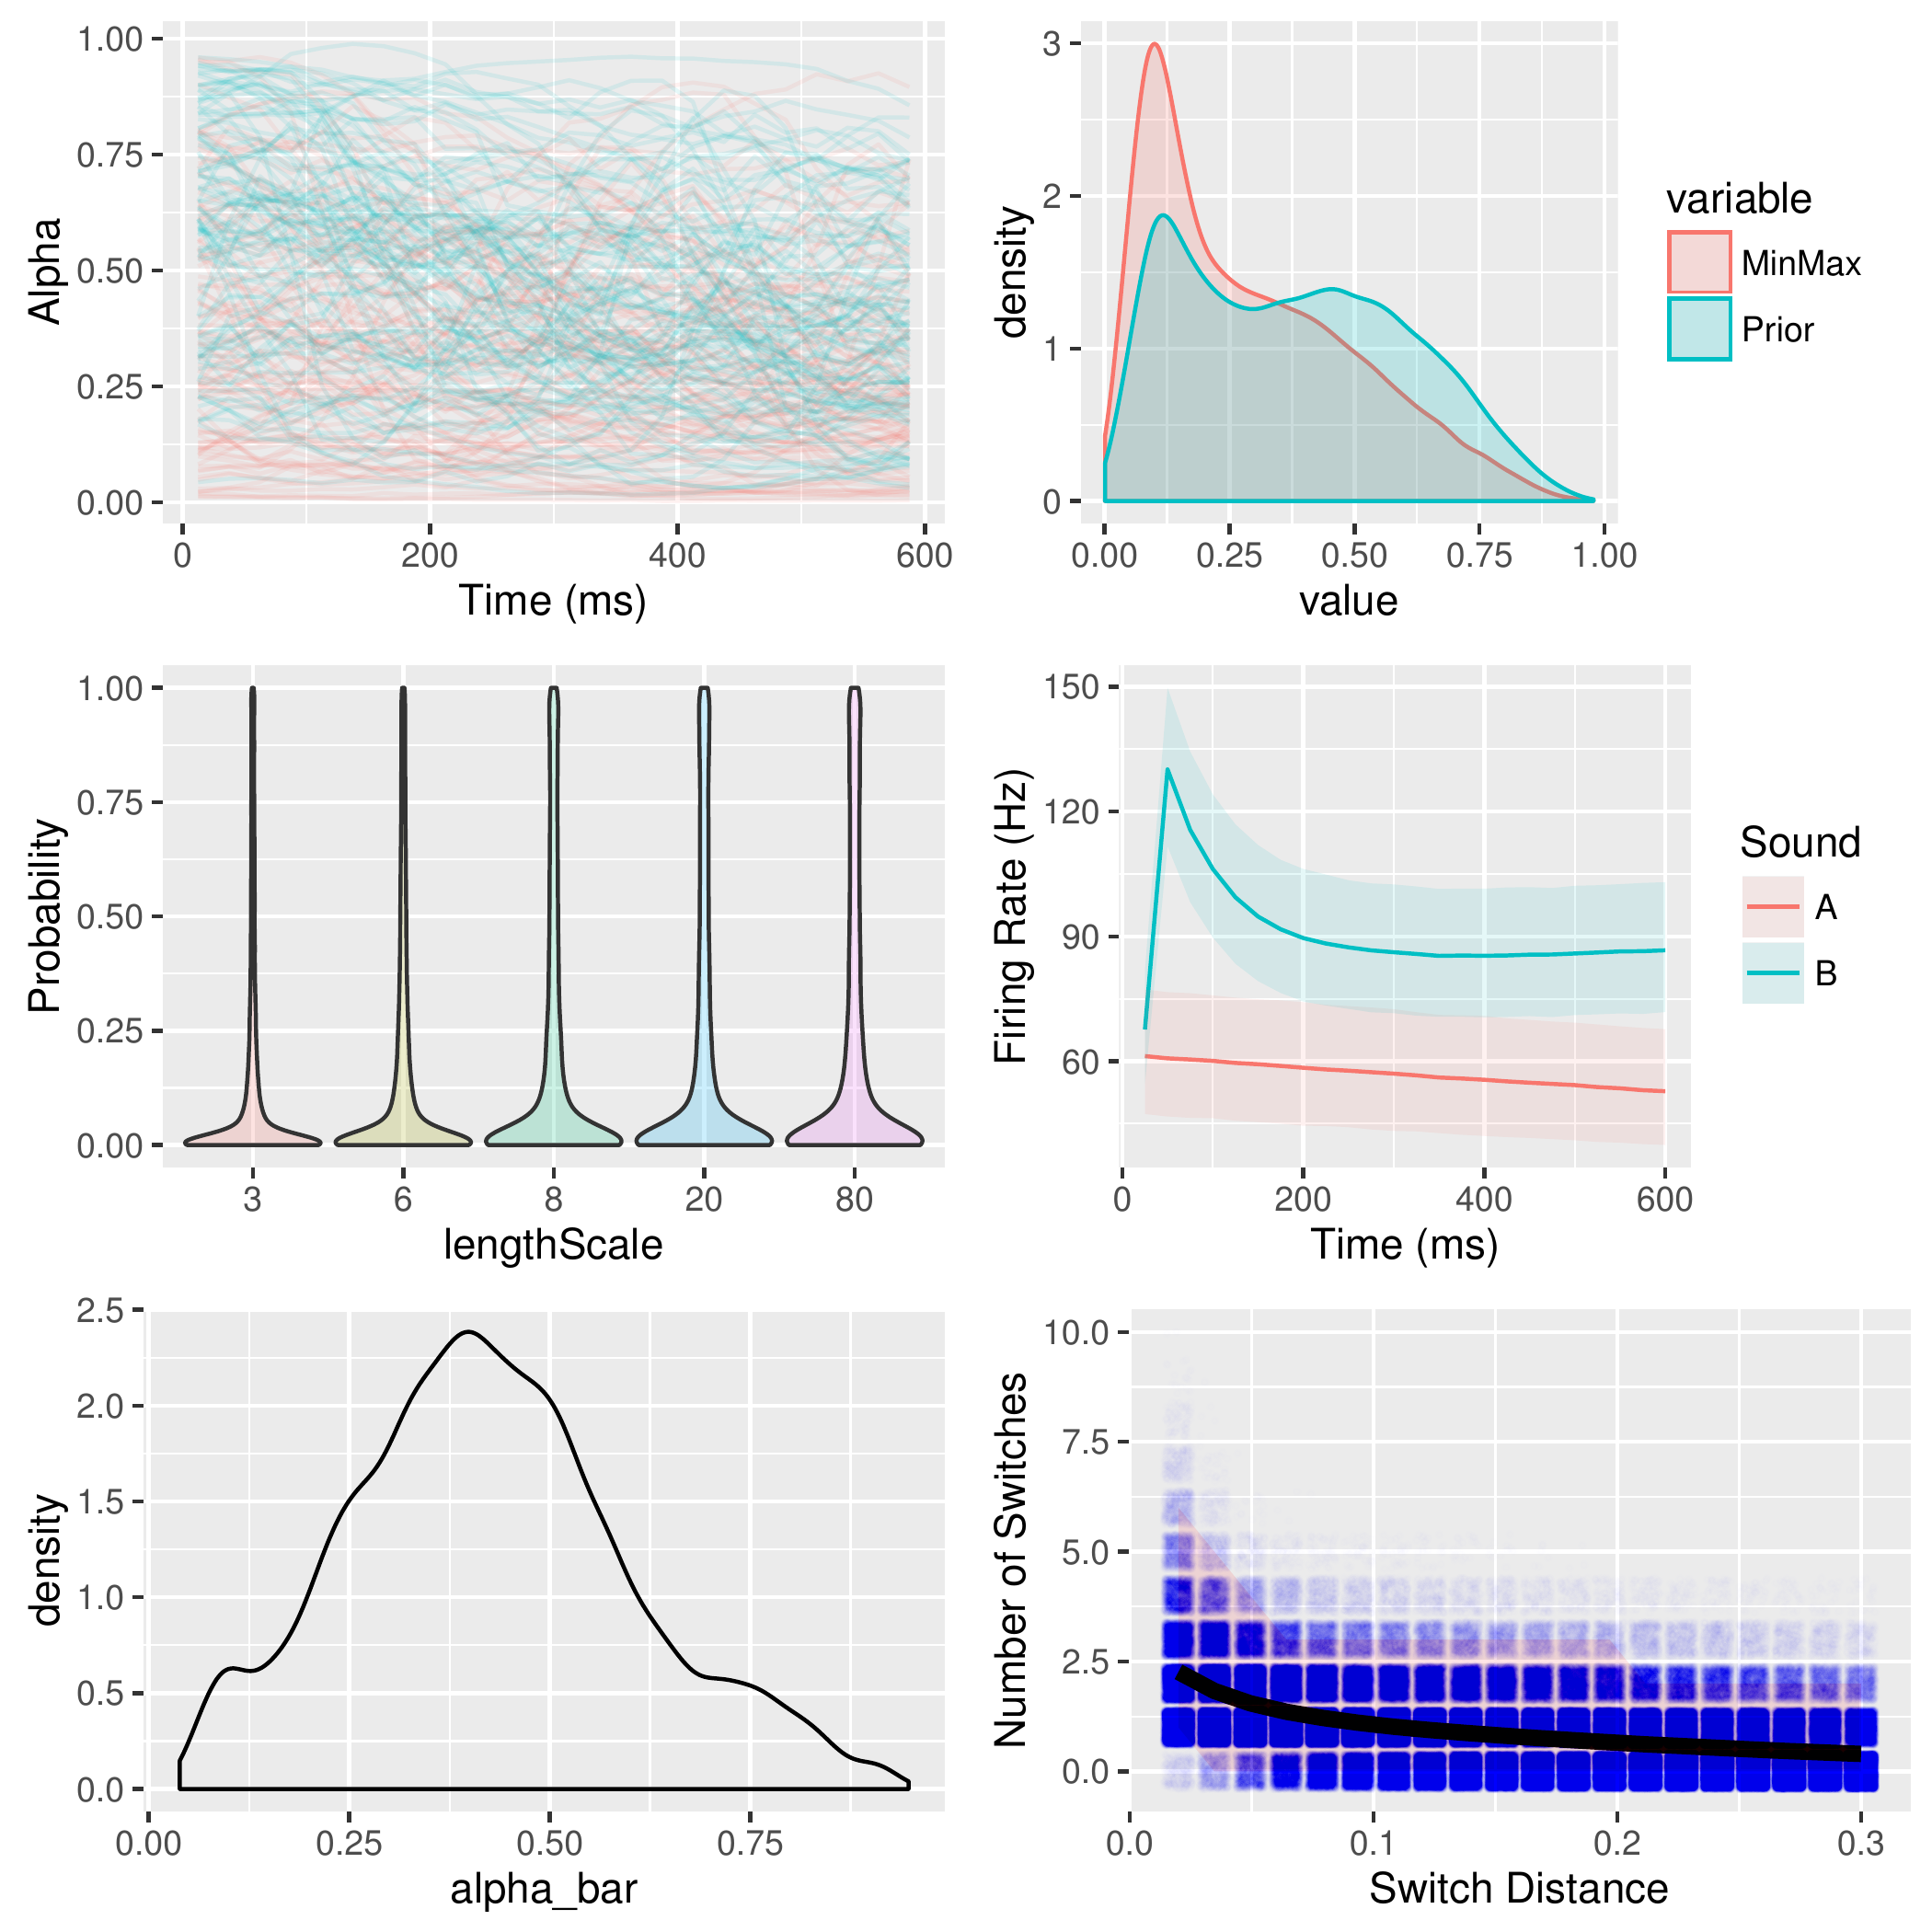 1.00
0.75
0.50
0.25
0.00
Alpha
0 200 400 600
Time (ms)
3
2
1
0
density
0.00 0.25 0.50 0.75 1.00
value
variable
MinMax
Prior
1.00
0.75
0.50
0.25
0.00
Probability
3 6 8 20 80
lengthScale
150
120
90
60
Firing Rate (Hz)
0 200 400 600
Time (ms)
Sound
A
B
2.5
2.0
1.5
1.0
0.5
0.0
density
0.00 0.25 0.50 0.75
alpha_bar
10.0
7.5
5.0
2.5
0.0
Number of Switches
0.0 0.1 0.2 0.3
Switch Distance